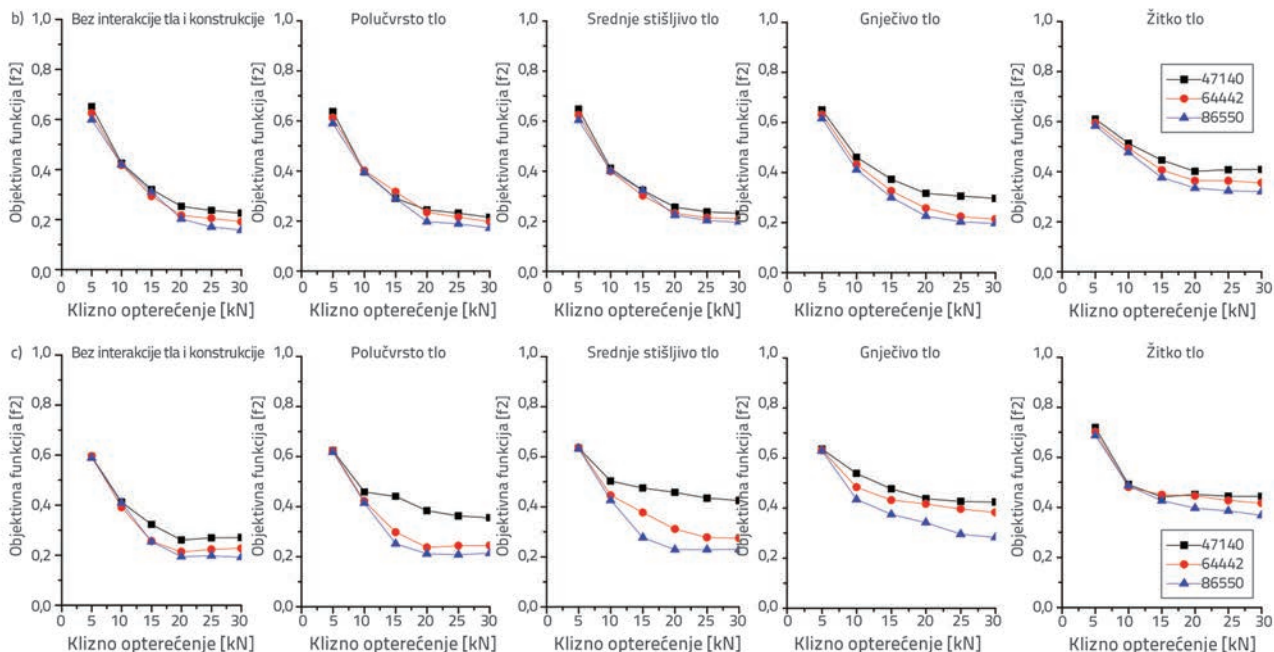 b)
Bez interakcije tla i konstrukcije
Objektivna funkcija [f2]
1,0
0,8
0,6
0,4
0,2
0,0
0 5 10 15 20 25 30
Klizno opterećenje [kN]
Polučvrsto tlo
Objektivna funkcija [f2]
1,0
0,8
0,6
0,4
0,2
0,0
0 5 10 15 20 25 30
Klizno opterećenje [kN]
Srednje stišljivo tlo
Objektivna funkcija [f2]
1,0
0,8
0,6
0,4
0,2
0,0
0 5 10 15 20 25 30
Klizno opterećenje [kN]
Gnječivo tlo
Objektivna funkcija [f2]
1,0
0,8
0,6
0,4
0,2
0,0
0 5 10 15 20 25 30
Klizno opterećenje [kN]
Žitko tlo
Objektivna funkcija [f2]
1,0
0,8
0,6
0,4
0,2
0,0
0 5 10 15 20 25 30
Klizno opterećenje [kN]
47140
64442
86550
c)
Bez interakcije tla i konstrukcije
Objektivna funkcija [f2]
1,0
0,8
0,6
0,4
0,2
0,0
0 5 10 15 20 25 30
Klizno opterećenje [kN]
Polučvrsto tlo
Objektivna funkcija [f2]
1,0
0,8
0,6
0,4
0,2
0,0
0 5 10 15 20 25 30
Klizno opterećenje [kN]
Srednje stišljivo tlo
Objektivna funkcija [f2]
1,0
0,8
0,6
0,4
0,2
0,0
0 5 10 15 20 25 30
Klizno opterećenje [kN]
Gnječivo tlo
Objektivna funkcija [f2]
1,0
0,8
0,6
0,4
0,2
0,0
0 5 10 15 20 25 30
Klizno opterećenje [kN]
Žitko tlo
Objektivna funkcija [f2]
1,0
0,8
0,6
0,4
0,2
0,0
0 5 10 15 20 25 30
Klizno opterećenje [kN]
47140
64442
86550